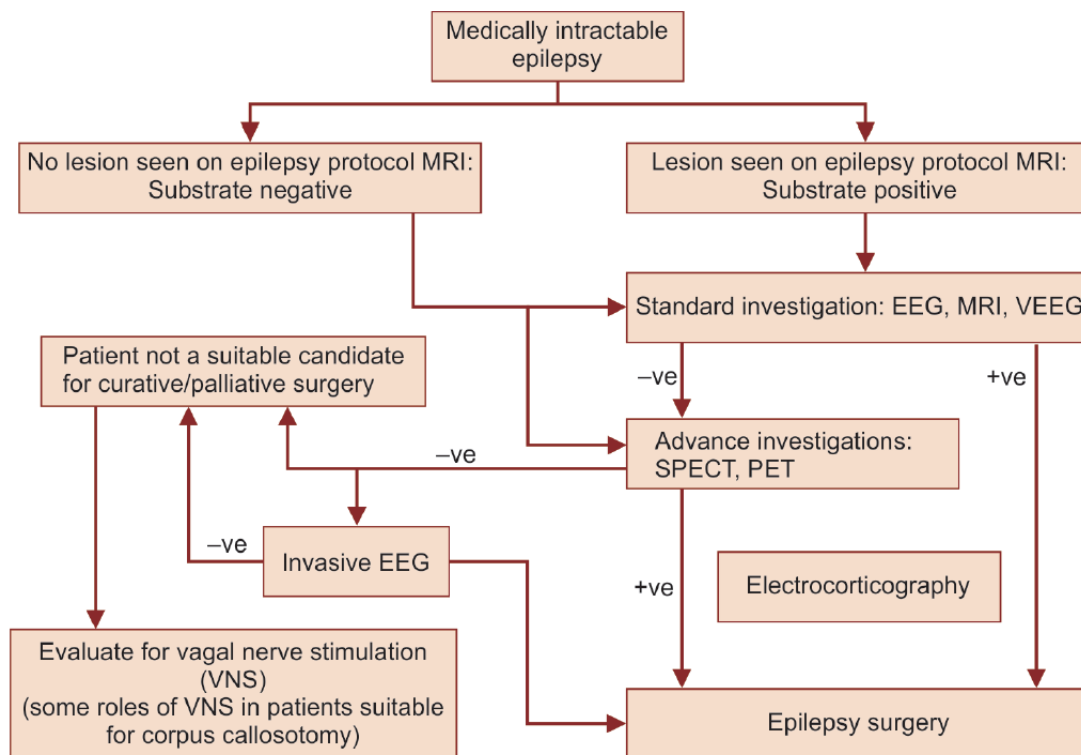 Medically intractable
epilepsy
No lesion seen on epilepsy protocol MRI:
Substrate negative
Lesion seen on epilepsy protocol MRI:
Substrate positive
Standard investigation: EEG, MRI, VEEG
Patient not a suitable candidate
for curative/palliative surgery
–ve
+ve
Advance investigations:
SPECT, PET
–ve
–ve
Invasive EEG
+ve
Electrocorticography
Evaluate for vagal nerve stimulation
(VNS)
(some roles of VNS in patients suitable
for corpus callosotomy)
Epilepsy surgery